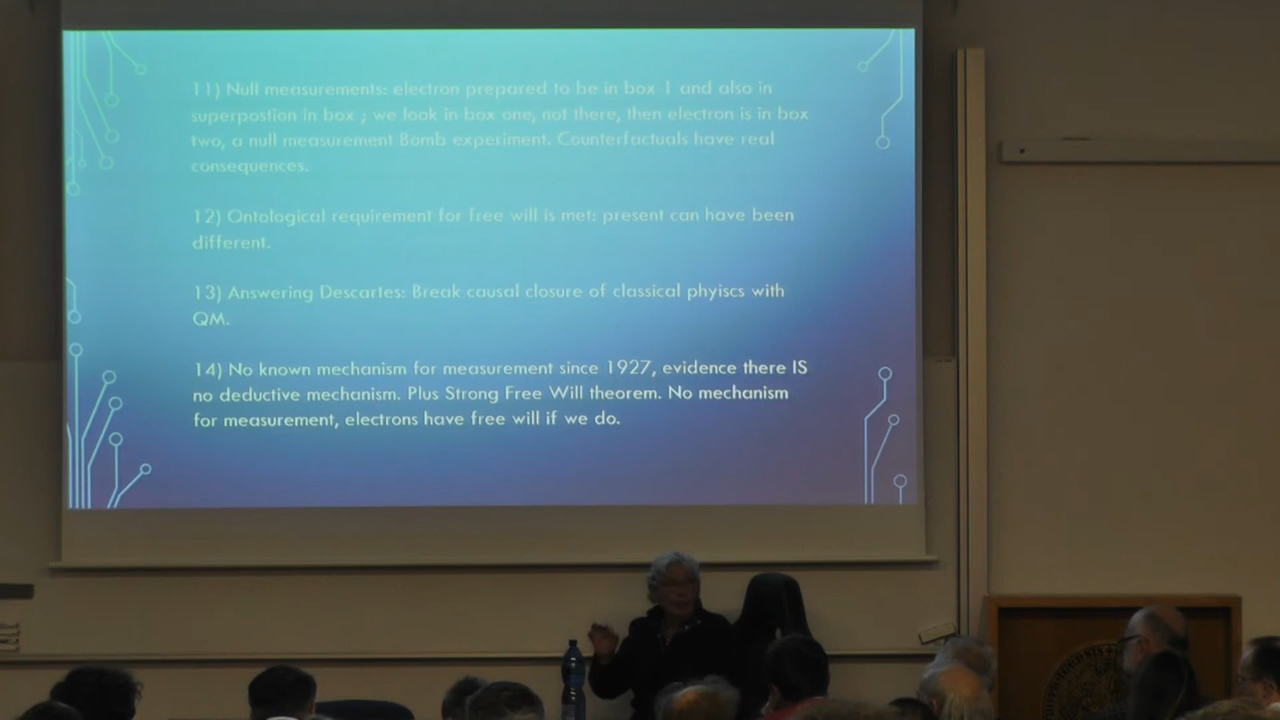 11) Null measurements: electron prepared to be in box 1 and also in
superpostion in box ; we look in box one, not there, then electron is in box
two, a null measurement Bomb experiment. Counterfactuals have real
consequences.
12) Ontological requirement for free will is met: present can have been
different.
13) Answering Descartes: Break causal closure of classical phyiscs with
QM.
14) No known mechanism for measurement since 1927, evidence there IS
no deductive mechanism. Plus Strong Free Will theorem. No mechanism
for measurement, electrons have free will if we do.